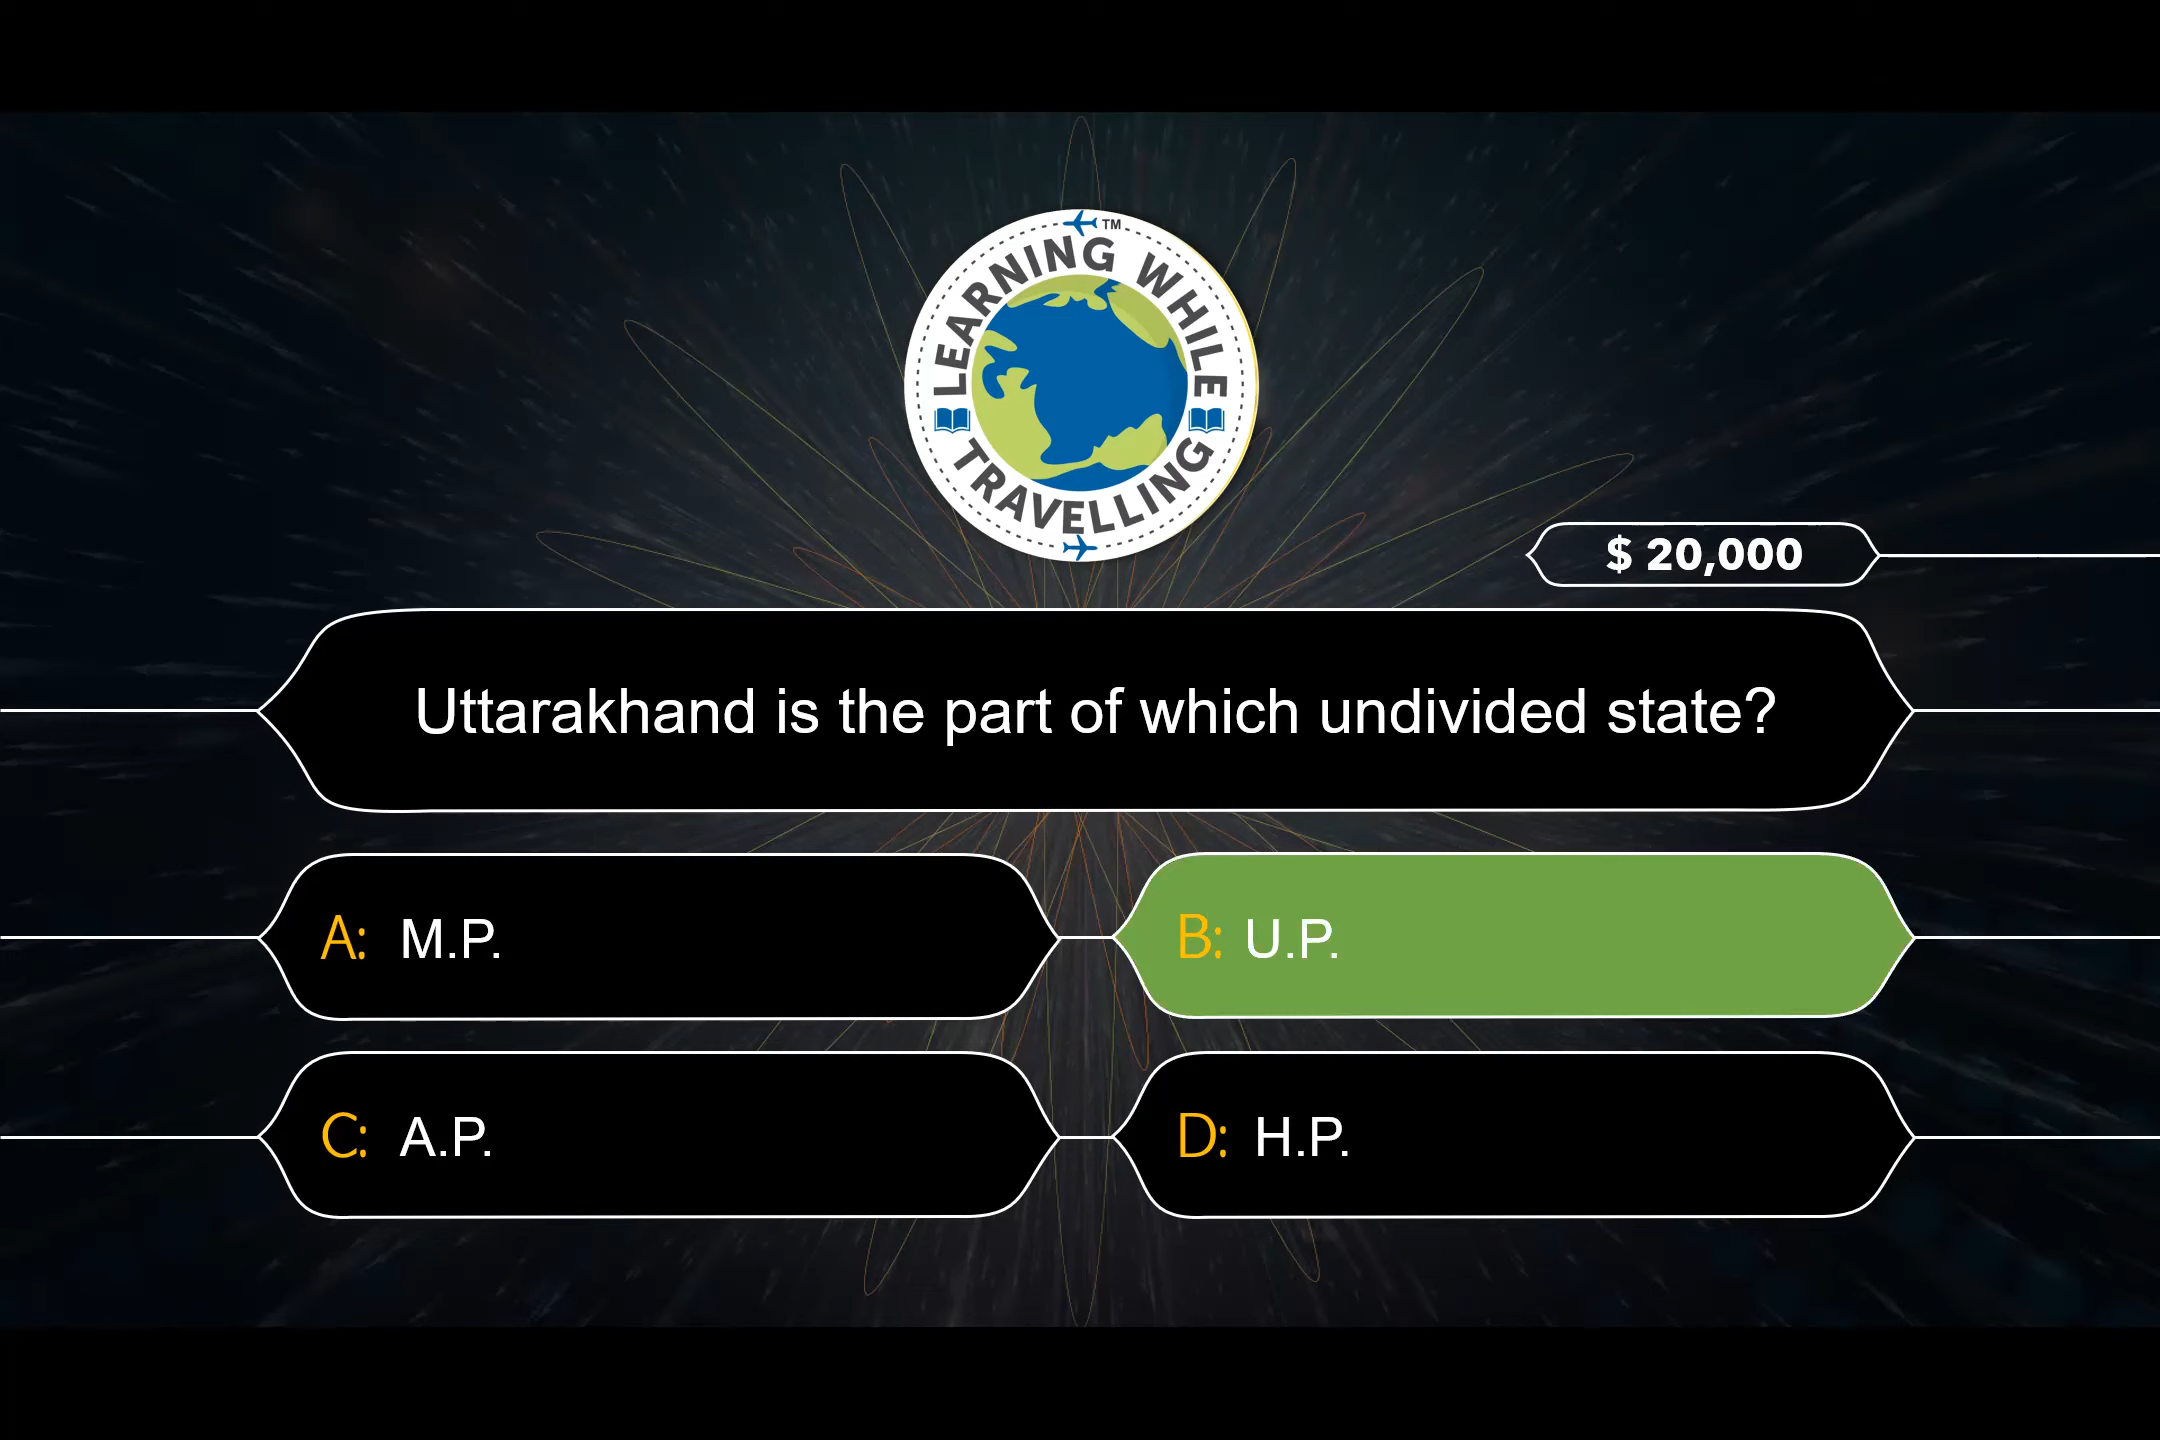 LEARNING WHILE
TRAVELLING
TM
$ 20,000
Uttarakhand is the part of which undivided state?
A: M.P.
B: U.P.
C: A.P.
D: H.P.